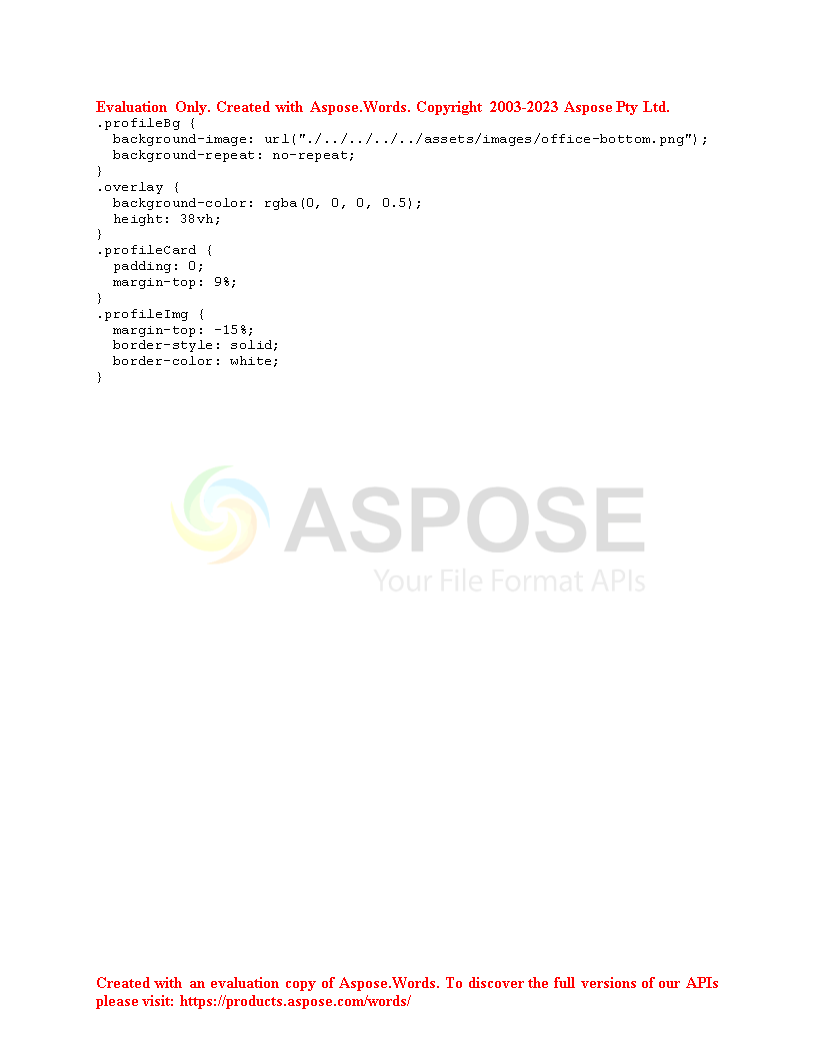 Evaluation Only. Created with Aspose.Words. Copyright 2003-2023 Aspose Pty Ltd.
.profileBg {
  background-image: url("./../../../../assets/images/office-bottom.png");
  background-repeat: no-repeat;
}
.overlay {
  background-color: rgba(0, 0, 0, 0.5);
  height: 38vh;
}
.profileCard {
  padding: 0;
  margin-top: 9%;
}
.profileImg {
  margin-top: -15%;
  border-style: solid;
  border-color: white;
}
ASPOSE
Your File Format APIs
Created with an evaluation copy of Aspose.Words. To discover the full versions of our APIs
please visit: https://products.aspose.com/words/